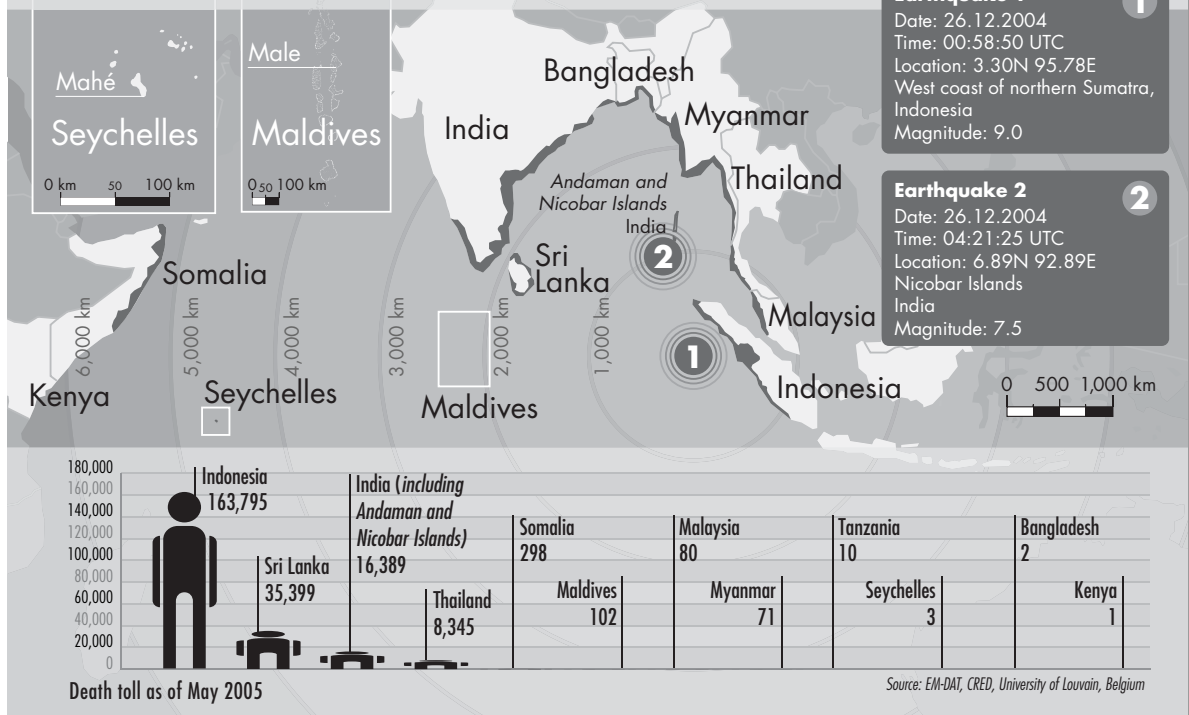 Mahé
Seychelles
0 km 50 100 km
Male
Maldives
0 50 100 km
Bangladesh
India
Myanmar
Thailand
Andaman and
Nicobar Islands
India
2
Sri
Lanka
Somalia
Malaysia
1
Indonesia
Kenya
Seychelles
Maldives
6,000 km
5,000 km
4,000 km
3,000 km
2,000 km
1,000 km
Earthquake 1
1
Date: 26.12.2004
Time: 00:58:50 UTC
Location: 3.30N 95.78E
West coast of northern Sumatra,
Indonesia
Magnitude: 9.0
Earthquake 2
2
Date: 26.12.2004
Time: 04:21:25 UTC
Location: 6.89N 92.89E
Nicobar Islands
India
Magnitude: 7.5
0 500 1,000 km
180,000
160,000
140,000
120,000
100,000
80,000
60,000
40,000
20,000
0
Indonesia
163,795
Sri Lanka
35,399
India (including
Andaman and
Nicobar Islands)
16,389
Thailand
8,345
Somalia
298
Maldives
102
Malaysia
80
Myanmar
71
Tanzania
10
Seychelles
3
Bangladesh
2
Kenya
1
Death toll as of May 2005
Source: EM-DAT, CRED, University of Louvain, Belgium